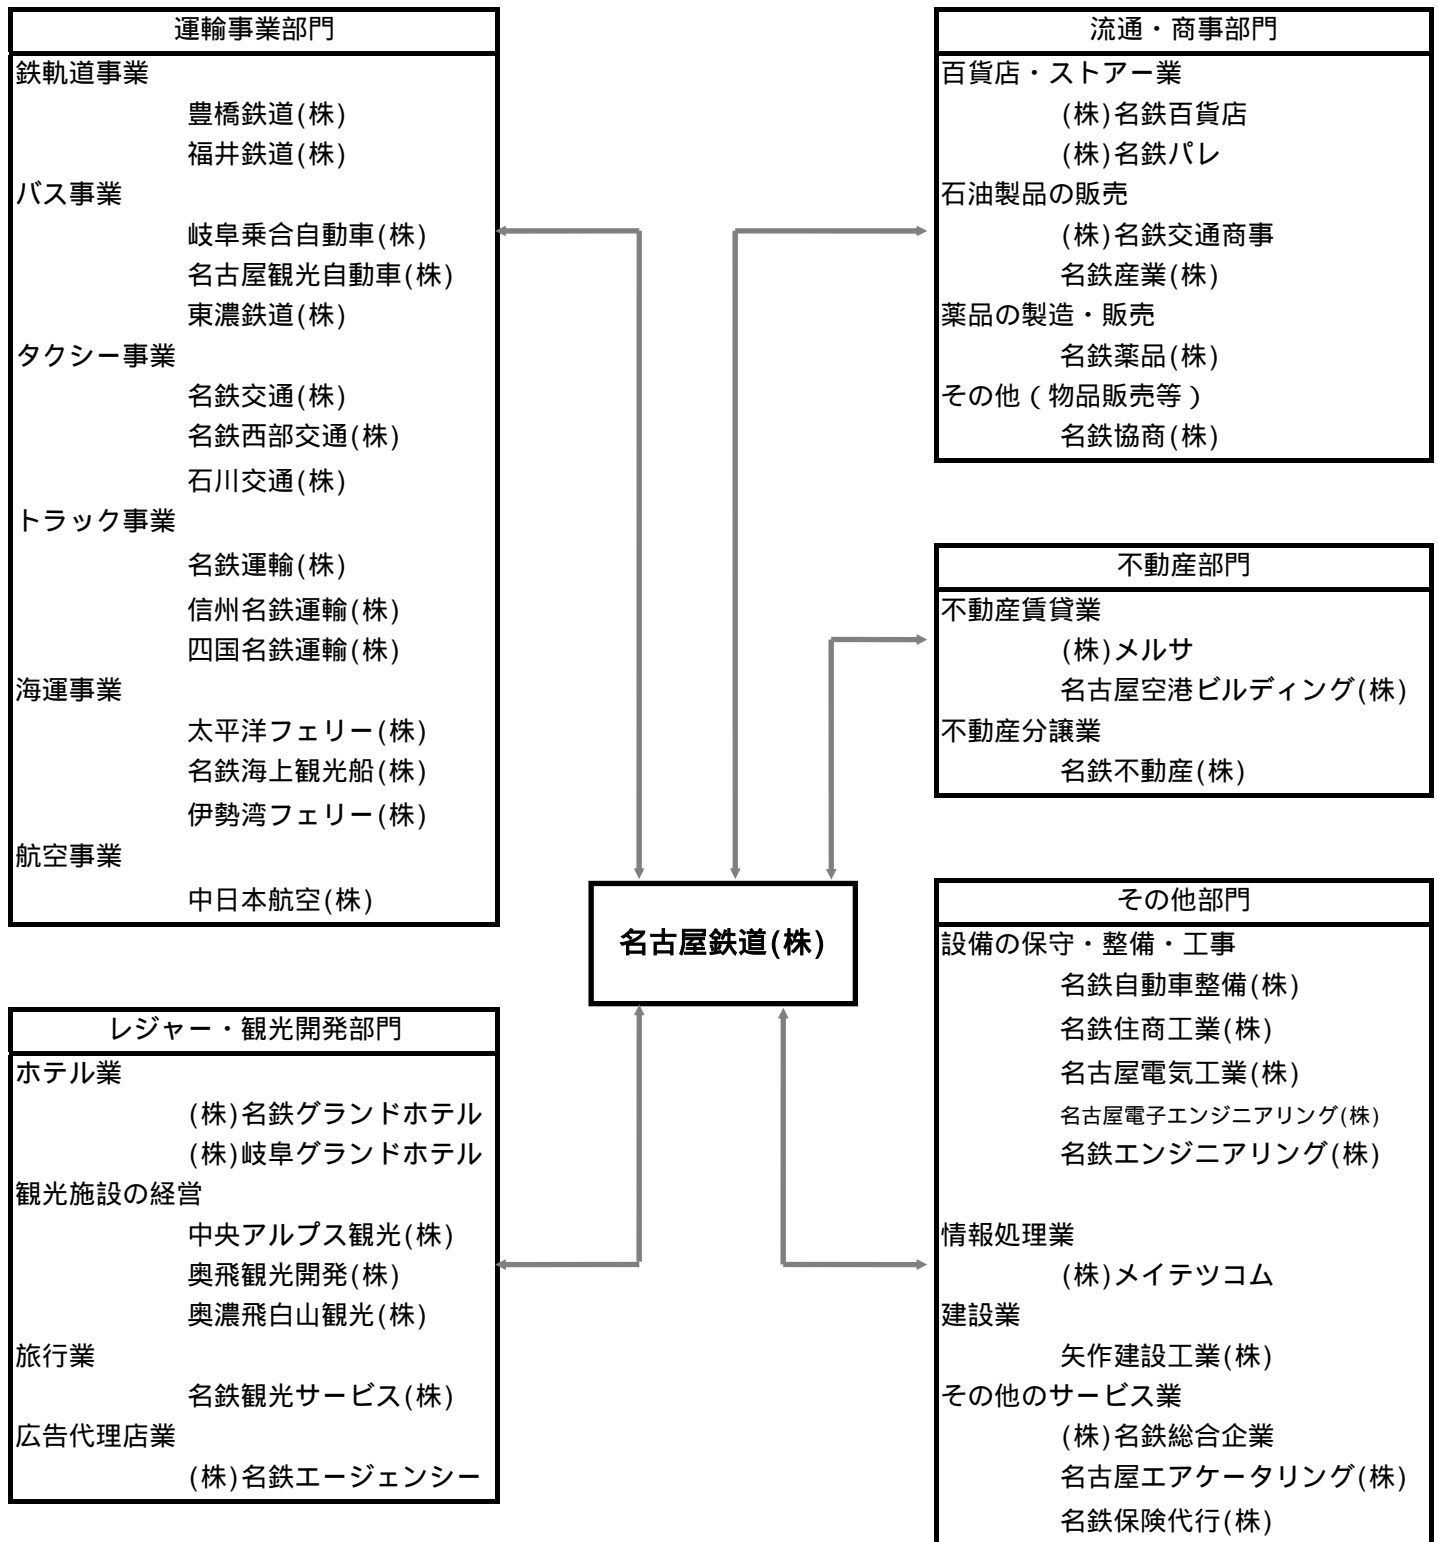 運輸事業部門
鉄軌道事業
豊橋鉄道(株)
福井鉄道(株)
バス事業
岐阜乗合自動車(株)
名古屋観光自動車(株)
東濃鉄道(株)
タクシー事業
名鉄交通(株)
名鉄西部交通(株)
石川交通(株)
トラック事業
名鉄運輸(株)
信州名鉄運輸(株)
四国名鉄運輸(株)
海運事業
太平洋フェリー(株)
名鉄海上観光船(株)
伊勢湾フェリー(株)
航空事業
中日本航空(株)
レジャー・観光開発部門
ホテル業
(株)名鉄グランドホテル
(株)岐阜グランドホテル
観光施設の経営
中央アルプス観光(株)
奥飛観光開発(株)
奥濃飛白山観光(株)
旅行業
名鉄観光サービス(株)
広告代理店業
(株)名鉄エージェンシー
名古屋鉄道(株)
流通・商事部門
百貨店・ストアー業
(株)名鉄百貨店
(株)名鉄パレ
石油製品の販売
(株)名鉄交通商事
名鉄産業(株)
薬品の製造・販売
名鉄薬品(株)
その他(物品販売等)
名鉄協商(株)
不動産部門
不動産賃貸業
(株)メルサ
名古屋空港ビルディング(株)
不動産分譲業
名鉄不動産(株)
その他部門
設備の保守・整備・工事
名鉄自動車整備(株)
名鉄住商工業(株)
名古屋電気工業(株)
名古屋電子エンジニアリング(株)
名鉄エンジニアリング(株)
情報処理業
(株)メイテツコム
建設業
矢作建設工業(株)
その他のサービス業
(株)名鉄総合企業
名古屋エアケータリング(株)
名鉄保険代行(株)